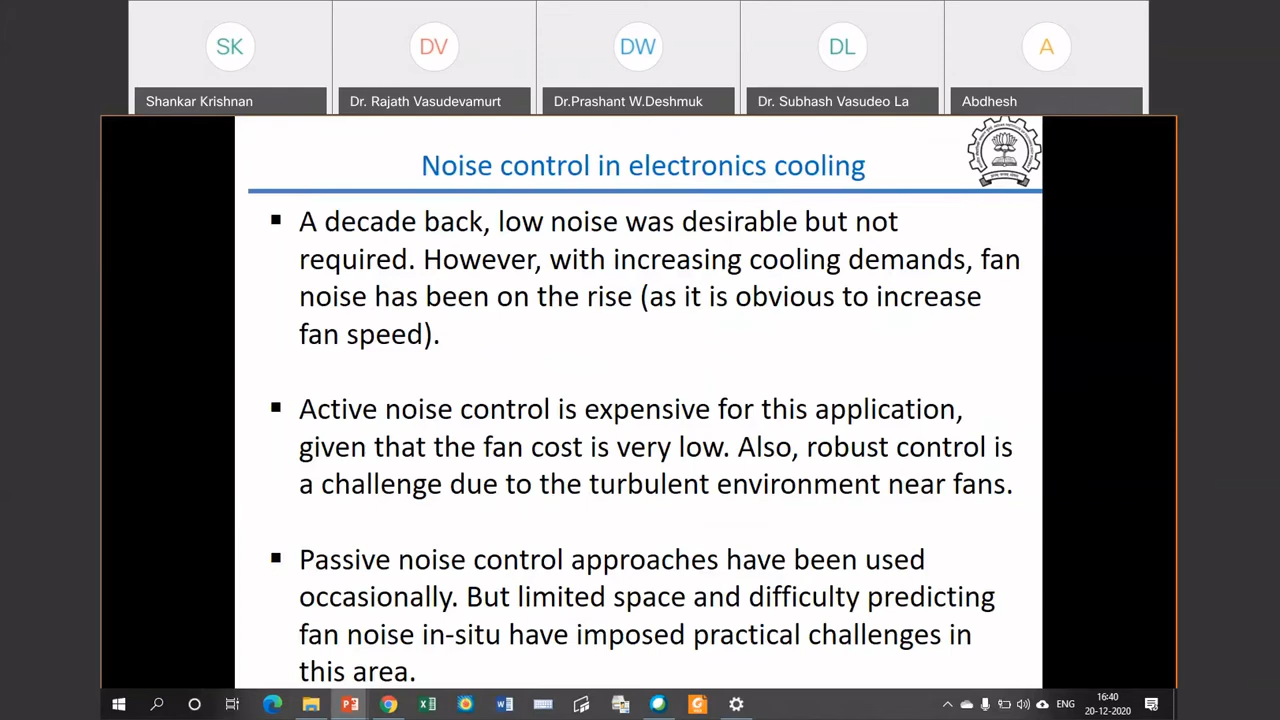 SK
DV
DW
DL
A
Shankar Krishnan
Dr. Rajath Vasudevamurt
Dr.Prashant W.Deshmuk
Dr. Subhash Vasudeo La
Abdhesh
Noise control in electronics cooling
▪ A decade back, low noise was desirable but not
required. However, with increasing cooling demands, fan
noise has been on the rise (as it is obvious to increase
fan speed).
▪ Active noise control is expensive for this application,
given that the fan cost is very low. Also, robust control is
a challenge due to the turbulent environment near fans.
▪ Passive noise control approaches have been used
occasionally. But limited space and difficulty predicting
fan noise in-situ have imposed practical challenges in
this area.
ENG
16:40
20-12-2020